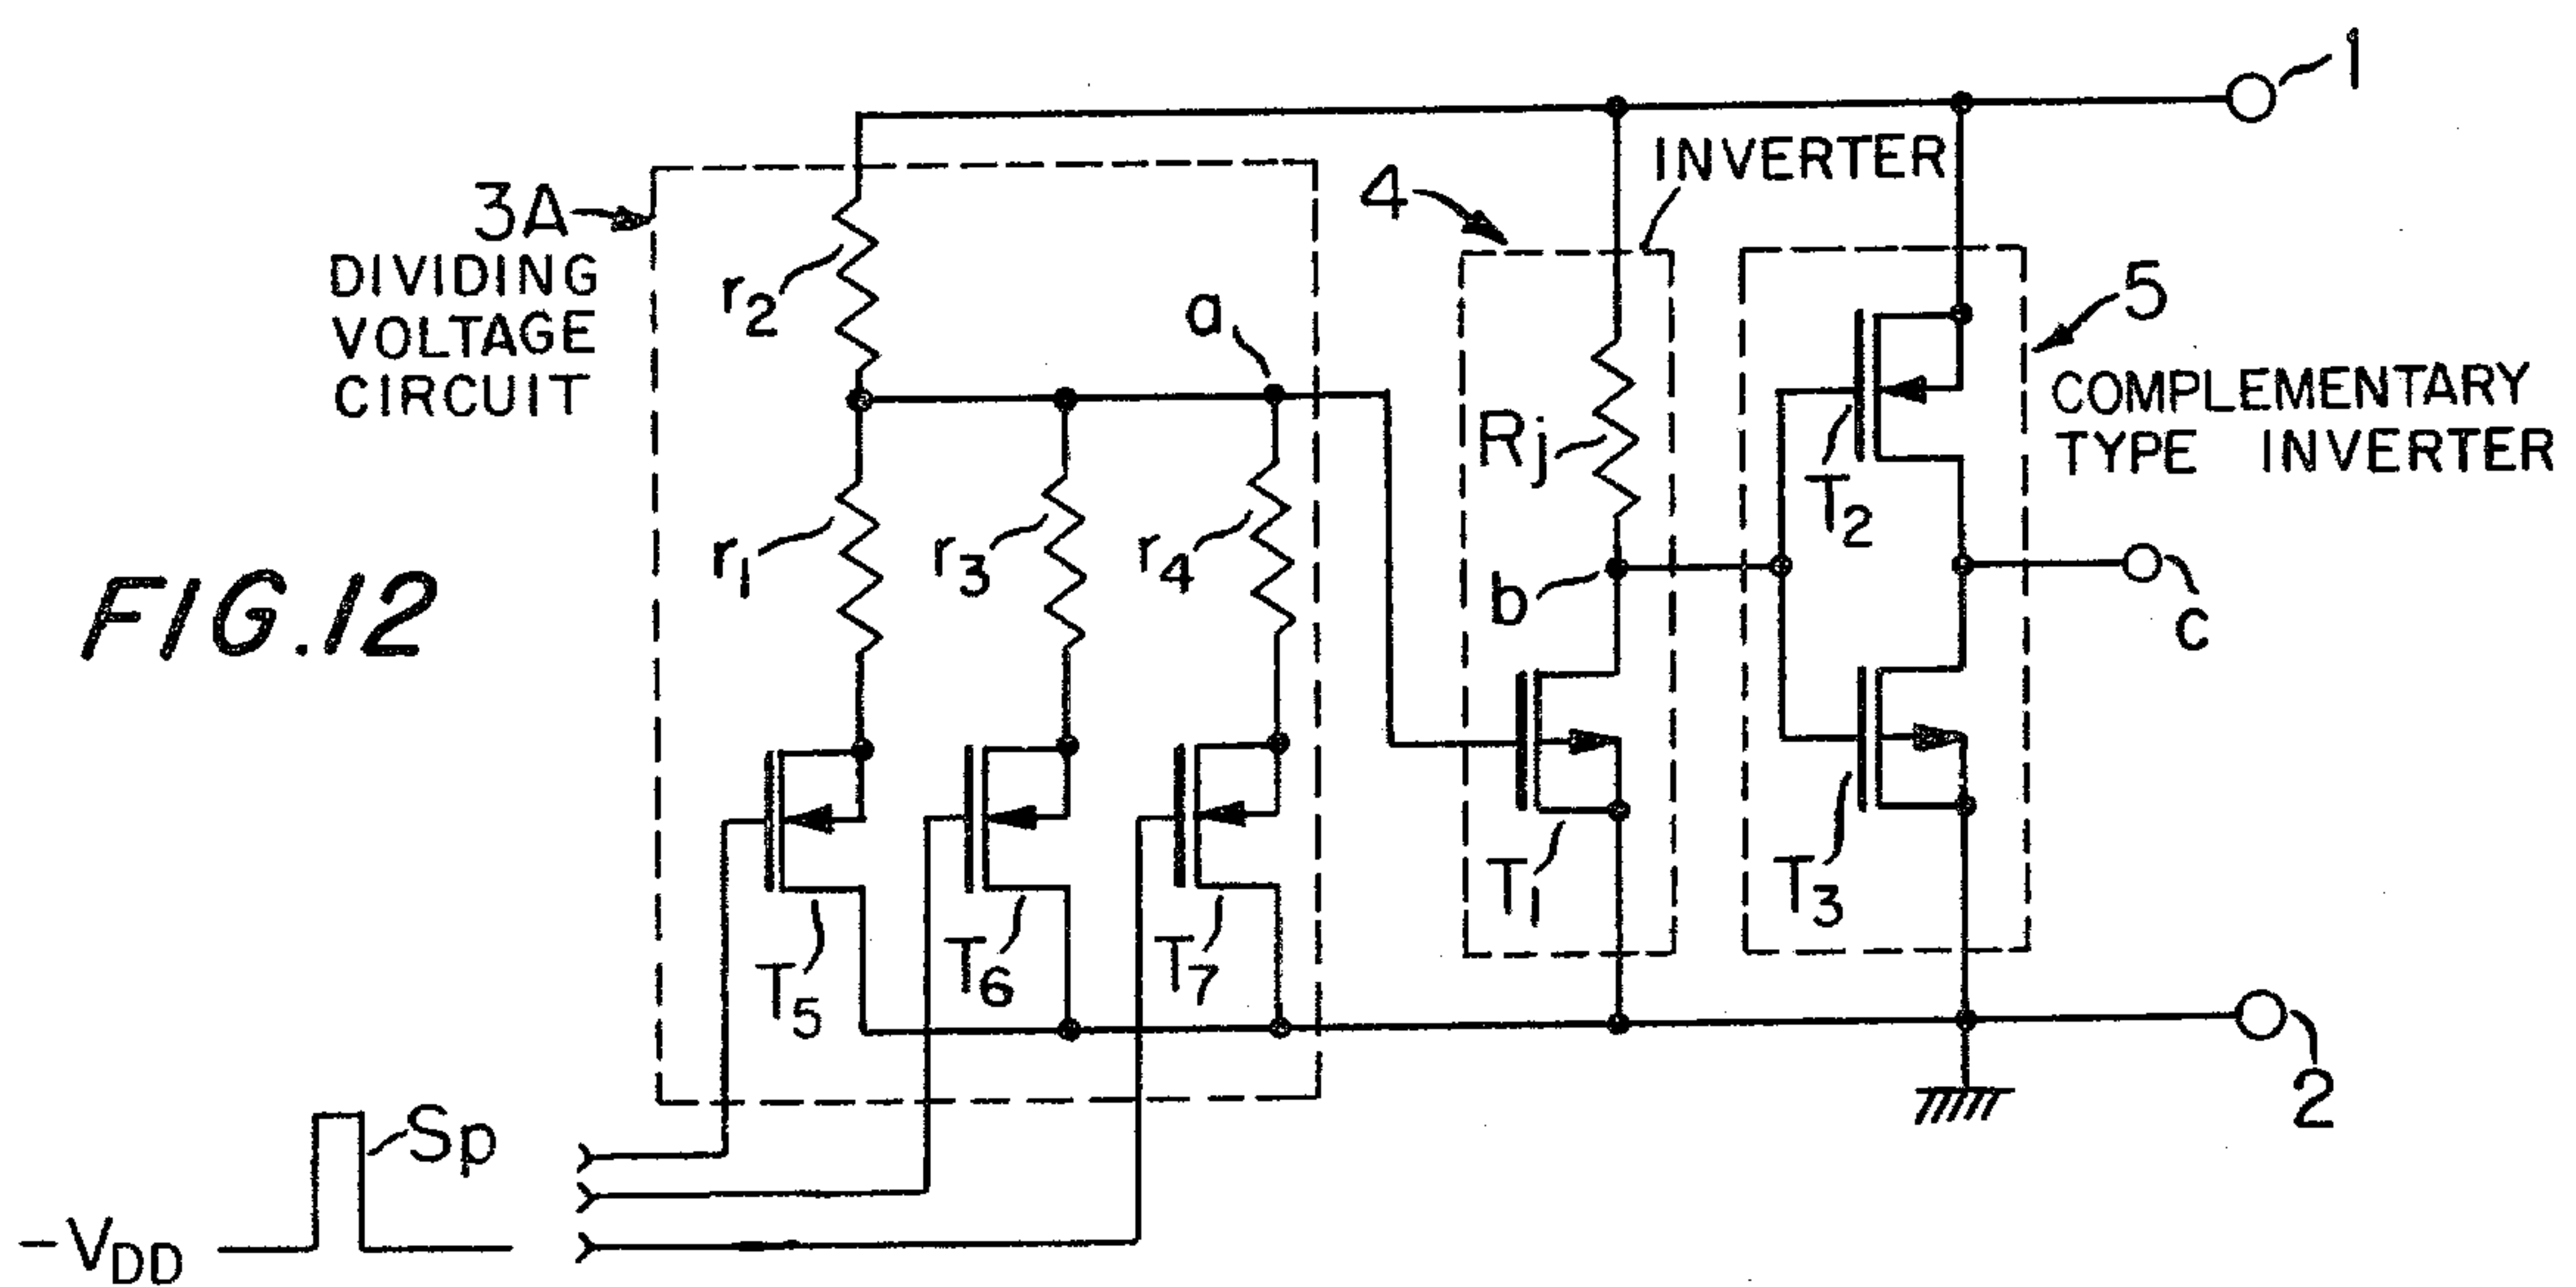 1
INVERTER
3A
4
DIVIDING
VOLTAGE
CIRCUIT
r2
a
5
COMPLEMENTARY
TYPE INVERTER
Rj
T2
r1
r3
r4
b
c
FIG.12
T1
T3
T5
T6
T7
2
Sp
-VDD